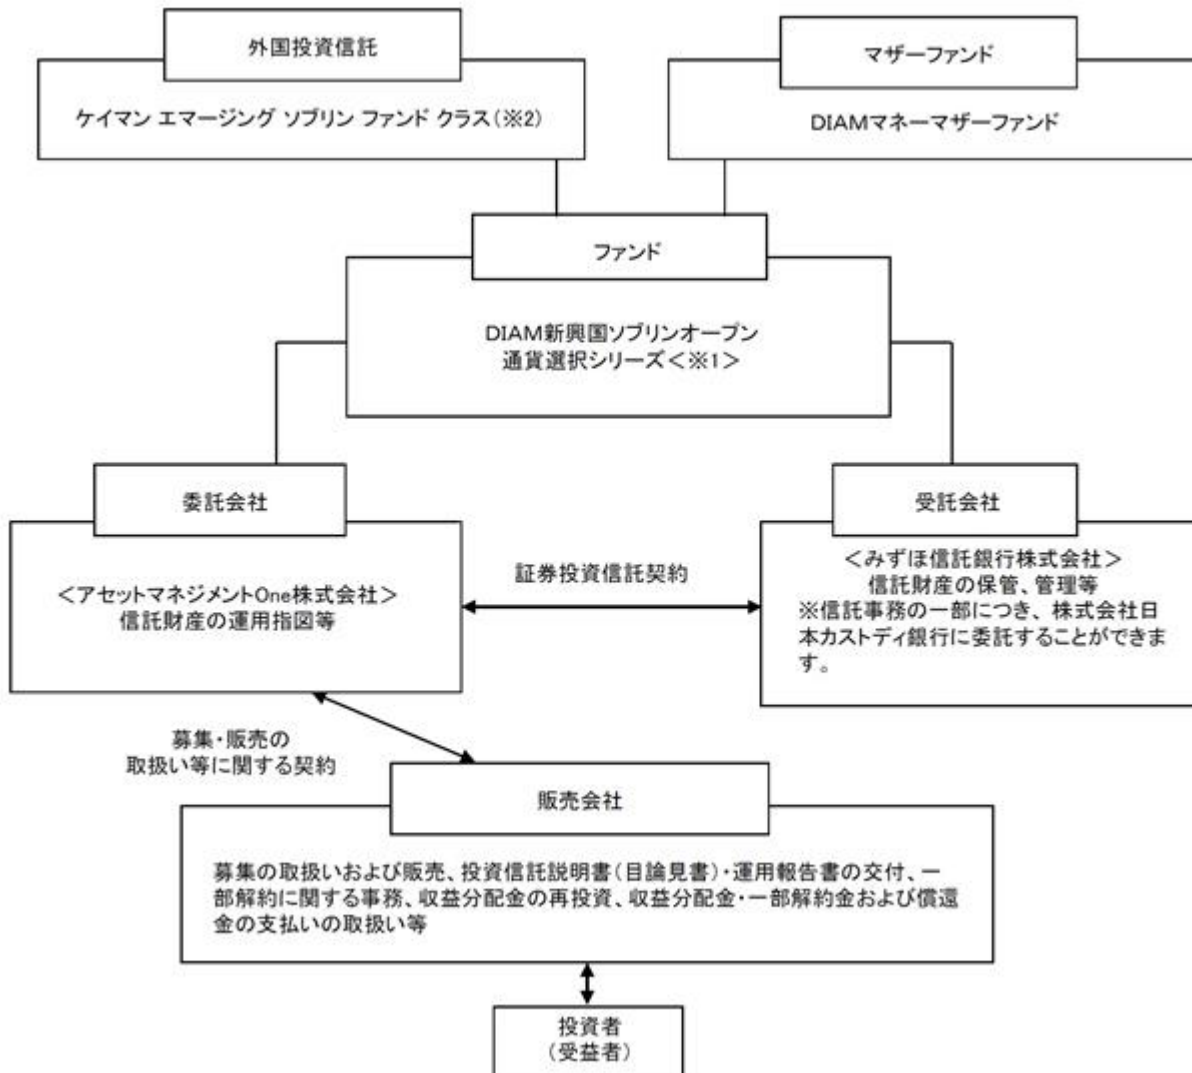 外国投資信託
ケイマン エマージング ソブリン ファンド クラス(※2)
マザーファンド
DIAMマネーマザーファンド
ファンド
DIAM新興国ソブリンオープン
通貨選択シリーズ<※1>
委託会社
<アセットマネジメントOne株式会社>
信託財産の運用指図等
証券投資信託契約
受託会社
<みずほ信託銀行株式会社>
信託財産の保管、管理等
※信託事務の一部につき、株式会社日
本カストディ銀行に委託することができま
す。
募集・販売の
取扱い等に関する契約
販売会社
募集の取扱いおよび販売、投資信託説明書(目論見書)・運用報告書の交付、一
部解約に関する事務、収益分配金の再投資、収益分配金・一部解約金および償還
金の支払いの取扱い等
投資者
(受益者)